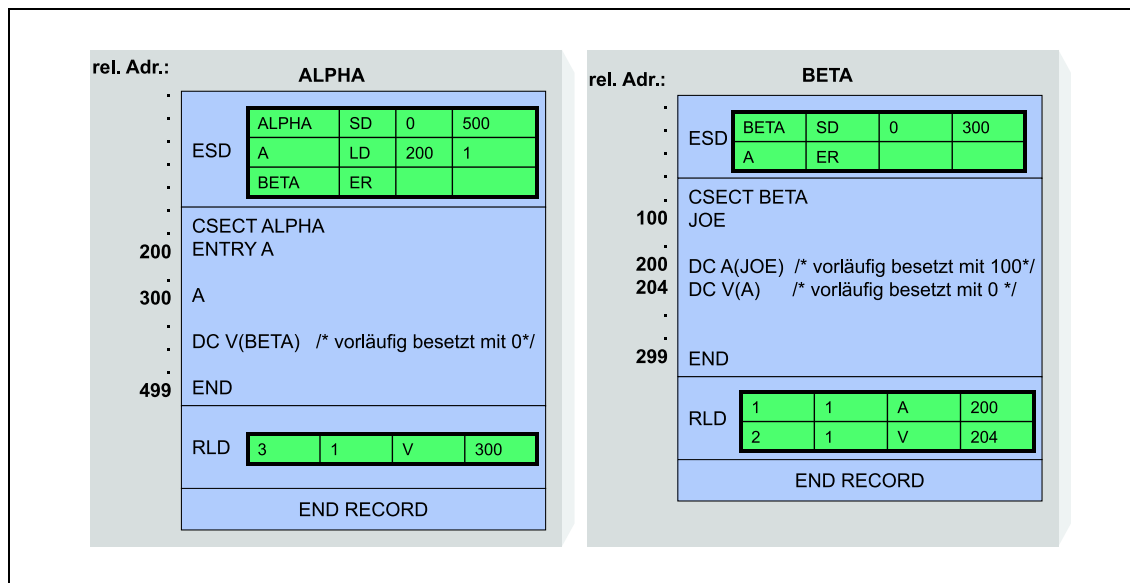 rel. Adr.:
ALPHA
ESD
ALPHA SD 0 500
A LD 200 1
BETA ER
CSECT ALPHA
200 ENTRY A
300 A
DC V(BETA) /* vorläufig besetzt mit 0*/
499 END
RLD 3 1 V 300
END RECORD
rel. Adr.:
BETA
ESD
BETA SD 0 300
A ER
CSECT BETA
100 JOE
200 DC A(JOE) /* vorläufig besetzt mit 100*/
204 DC V(A) /* vorläufig besetzt mit 0 */
299 END
RLD
1 1 A 200
2 1 V 204
END RECORD